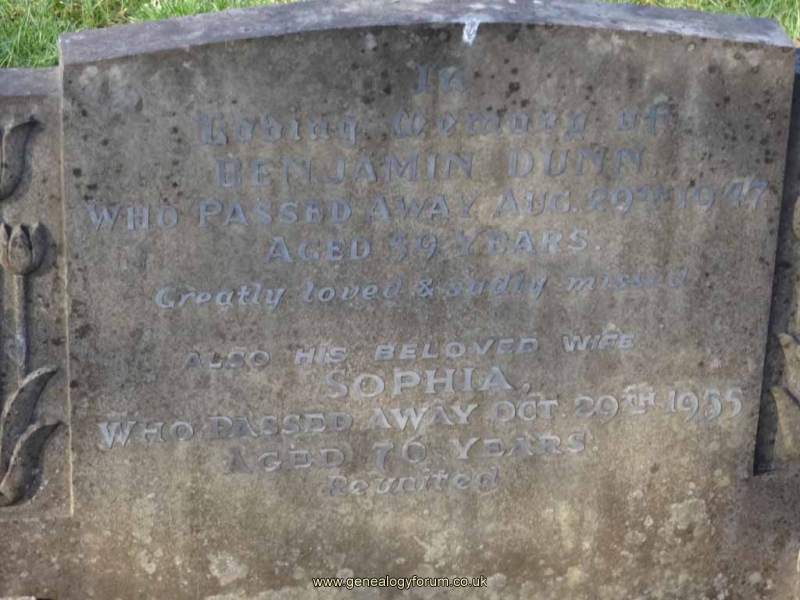 In
Loving Memory of
BENJAMIN DUNN,
WHO PASSED AWAY AUG. 29TH 1947
AGED 59 YEARS.
Greatly loved & sadly missed
ALSO HIS BELOVED WIFE
SOPHIA,
WHO PASSED AWAY OCT. 29TH 1955
AGED 76 YEARS.
Reunited
www.genealogyforum.co.uk